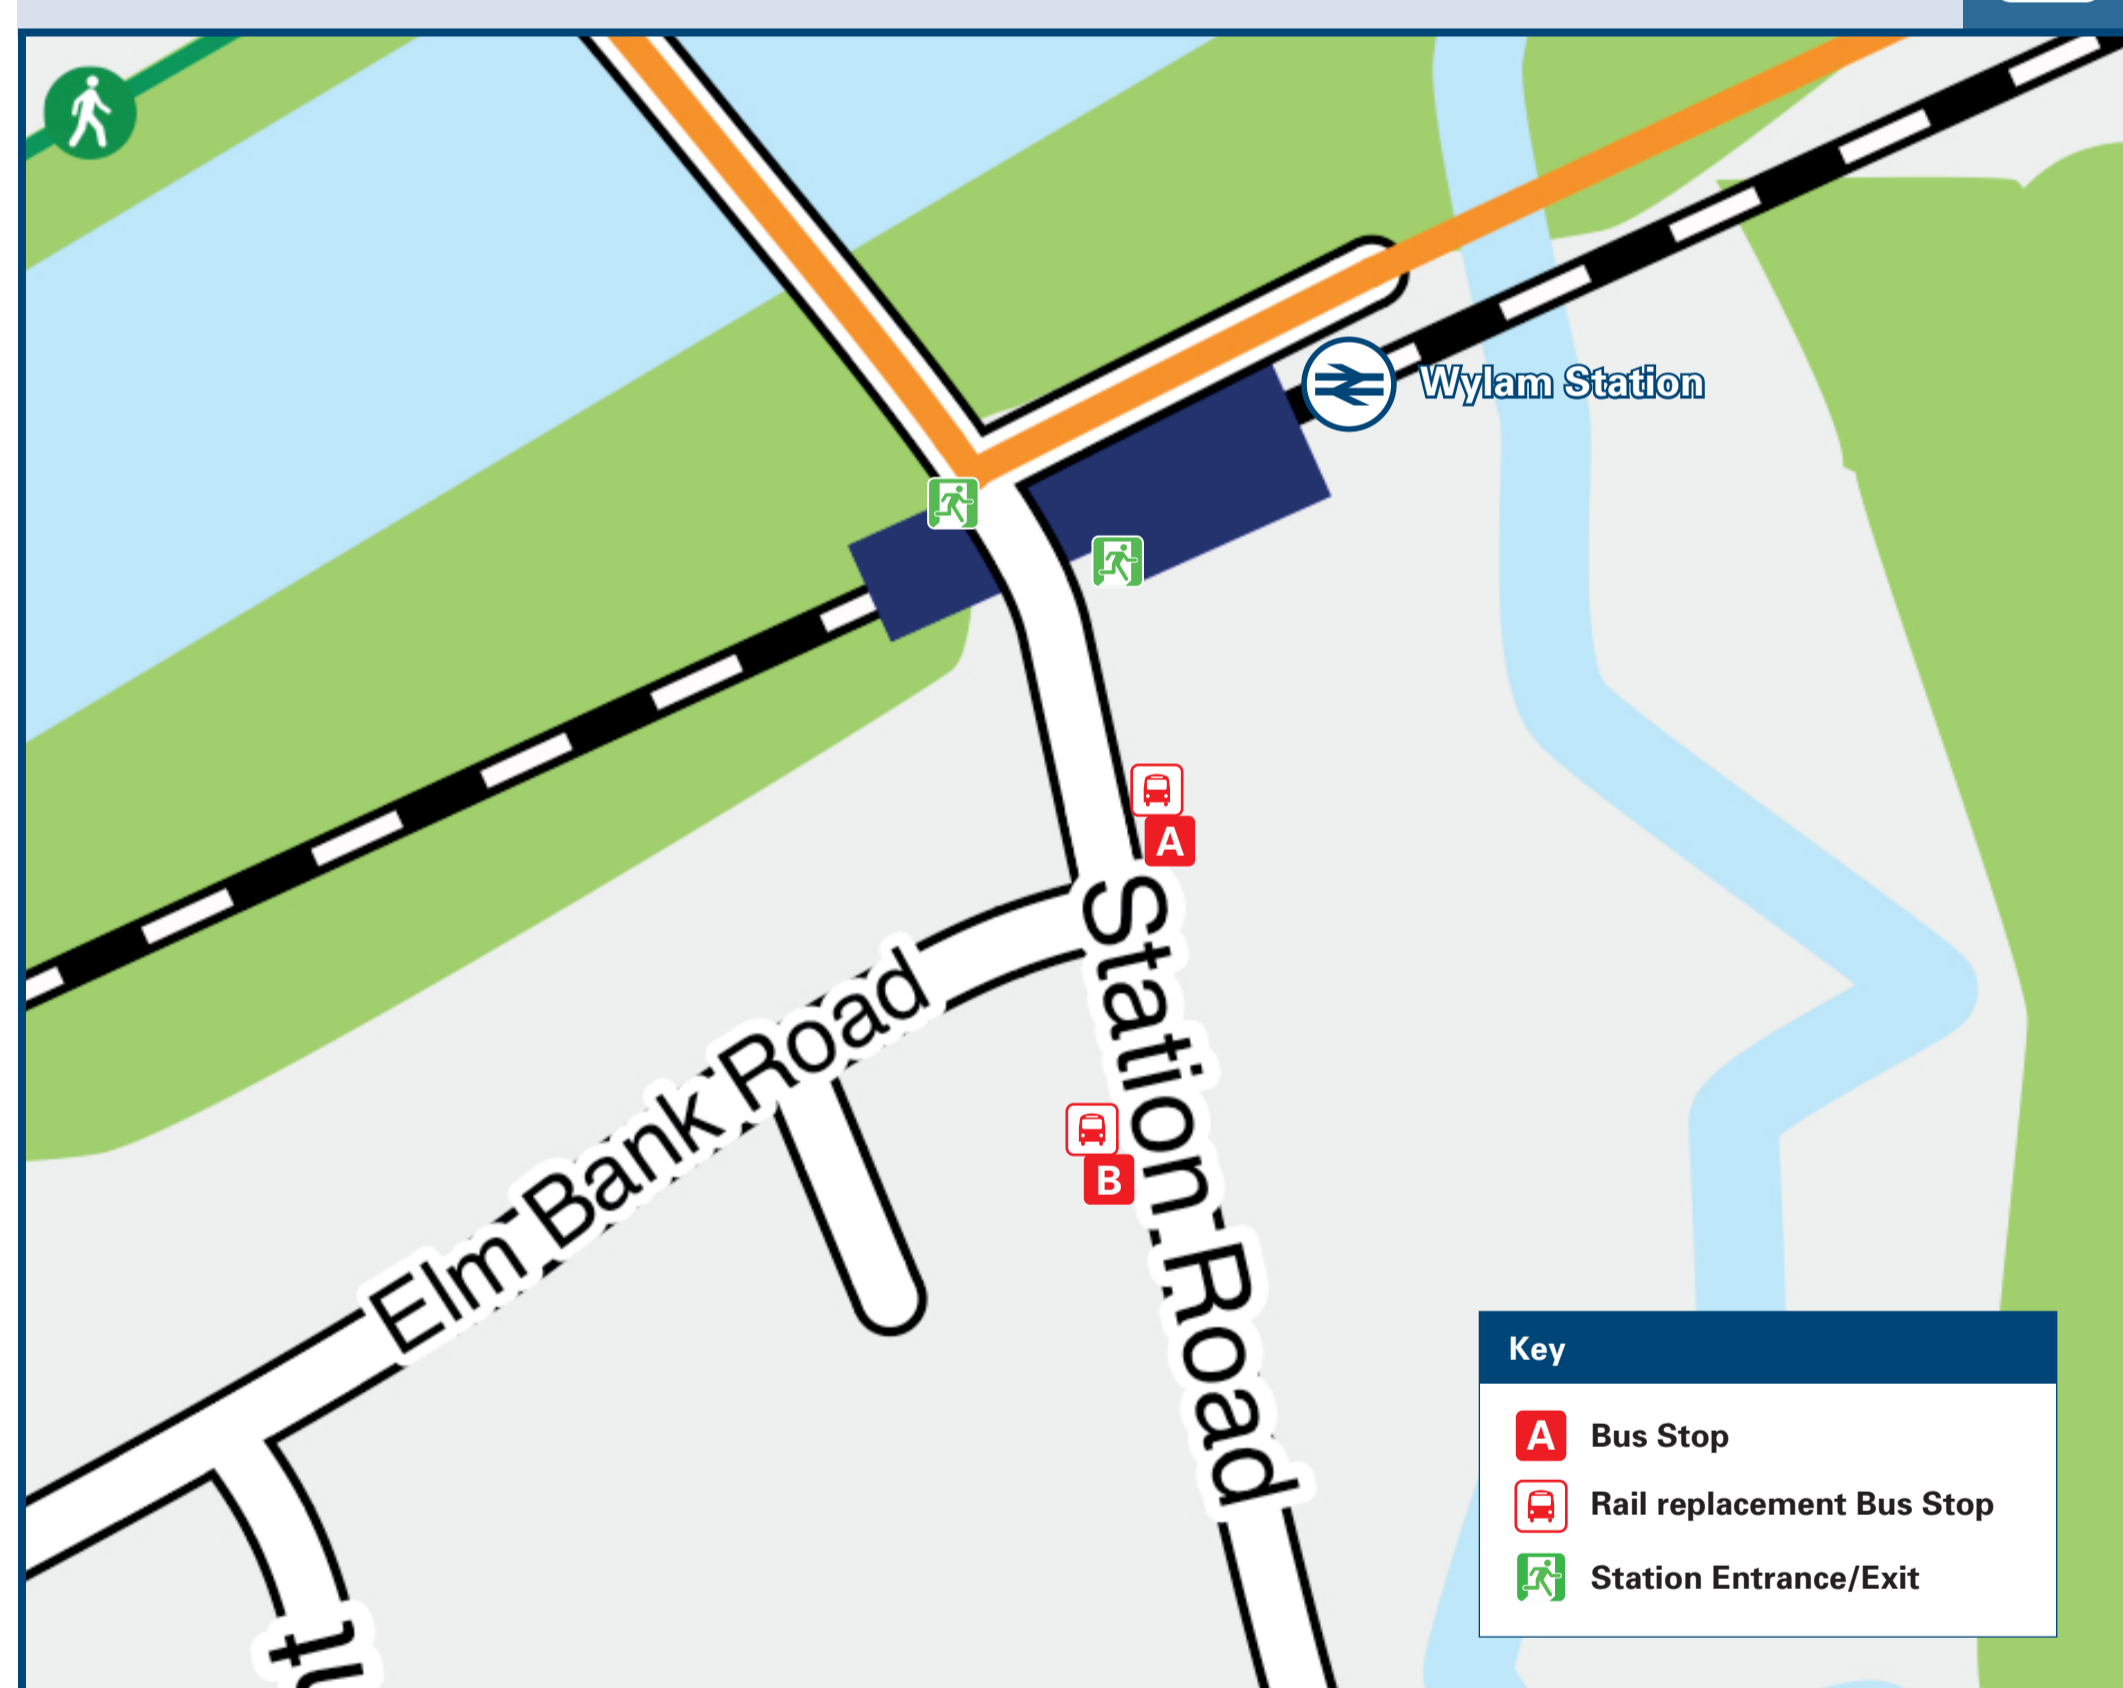 Wylam Station
A
Station Road
Elm Bank Road
B
Key
A Bus Stop
Rail replacement Bus Stop
Station Entrance/Exit